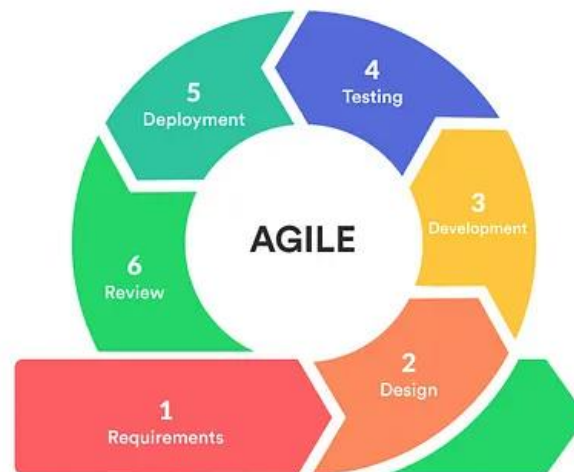 AGILE
1
Requirements
2
Design
3
Development
4
Testing
5
Deployment
6
Review